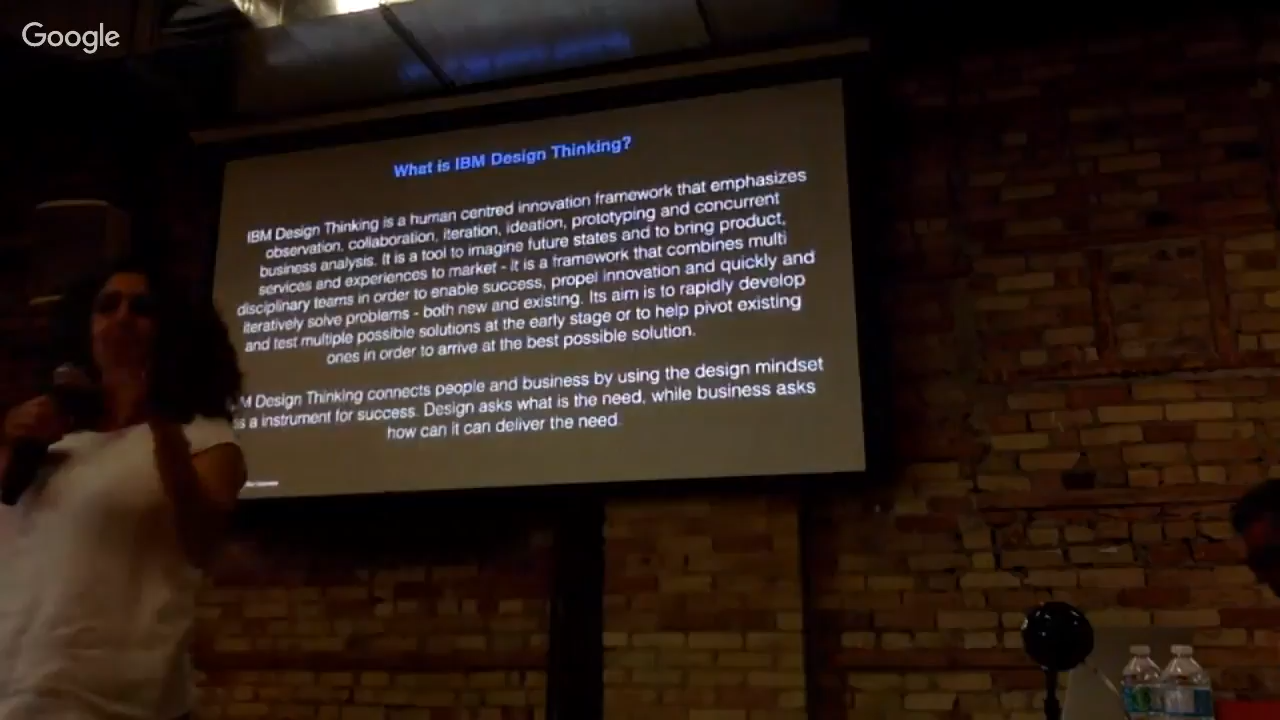 Google
What is IBM Design Thinking?
IBM Design Thinking is a human centred innovation framework that emphasizes
observation, collaboration, iteration, ideation, prototyping and concurrent
business analysis. It is a tool to imagine future states and to bring product,
services and experiences to market - It is a framework that combines multi
disciplinary teams in order to enable success, propel innovation and quickly and
iteratively solve problems - both new and existing. Its aim is to rapidly develop
and test multiple possible solutions at the early stage or to help pivot existing
ones in order to arrive at the best possible solution.
M Design Thinking connects people and business by using the design mindset
as a instrument for success. Design asks what is the need, while business asks
how can it can deliver the need.